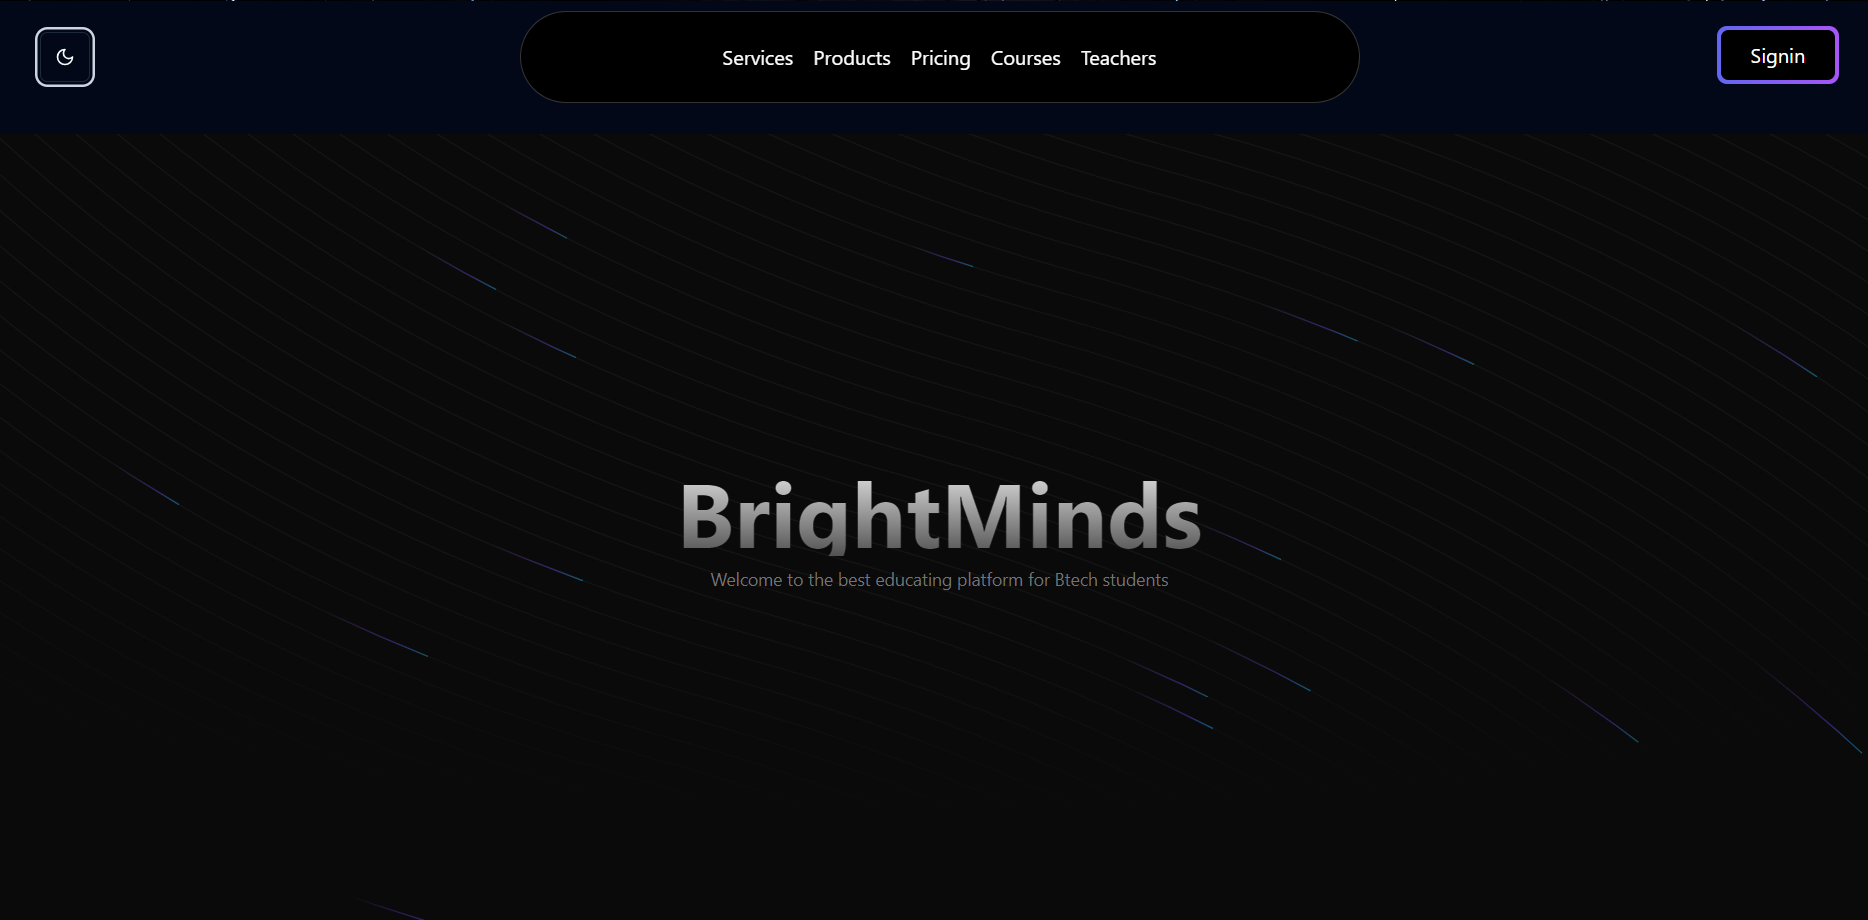 Services Products Pricing Courses Teachers
Signin
BrightMinds
Welcome to the best educating platform for Btech students